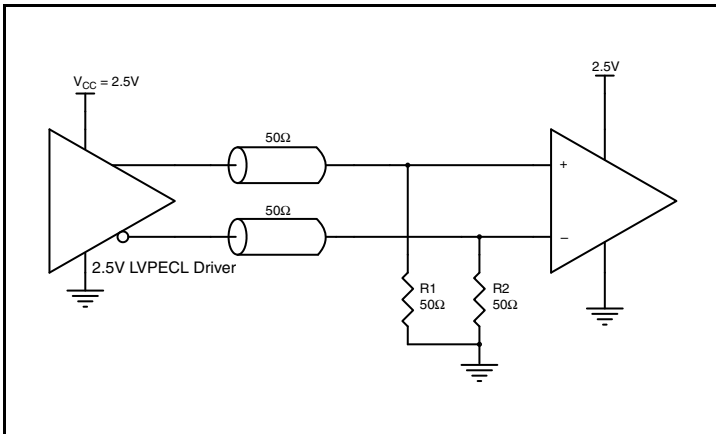 V_CC = 2.5V
2.5V
50Ω
50Ω
+
−
2.5V LVPECL Driver
R1
50Ω
R2
50Ω